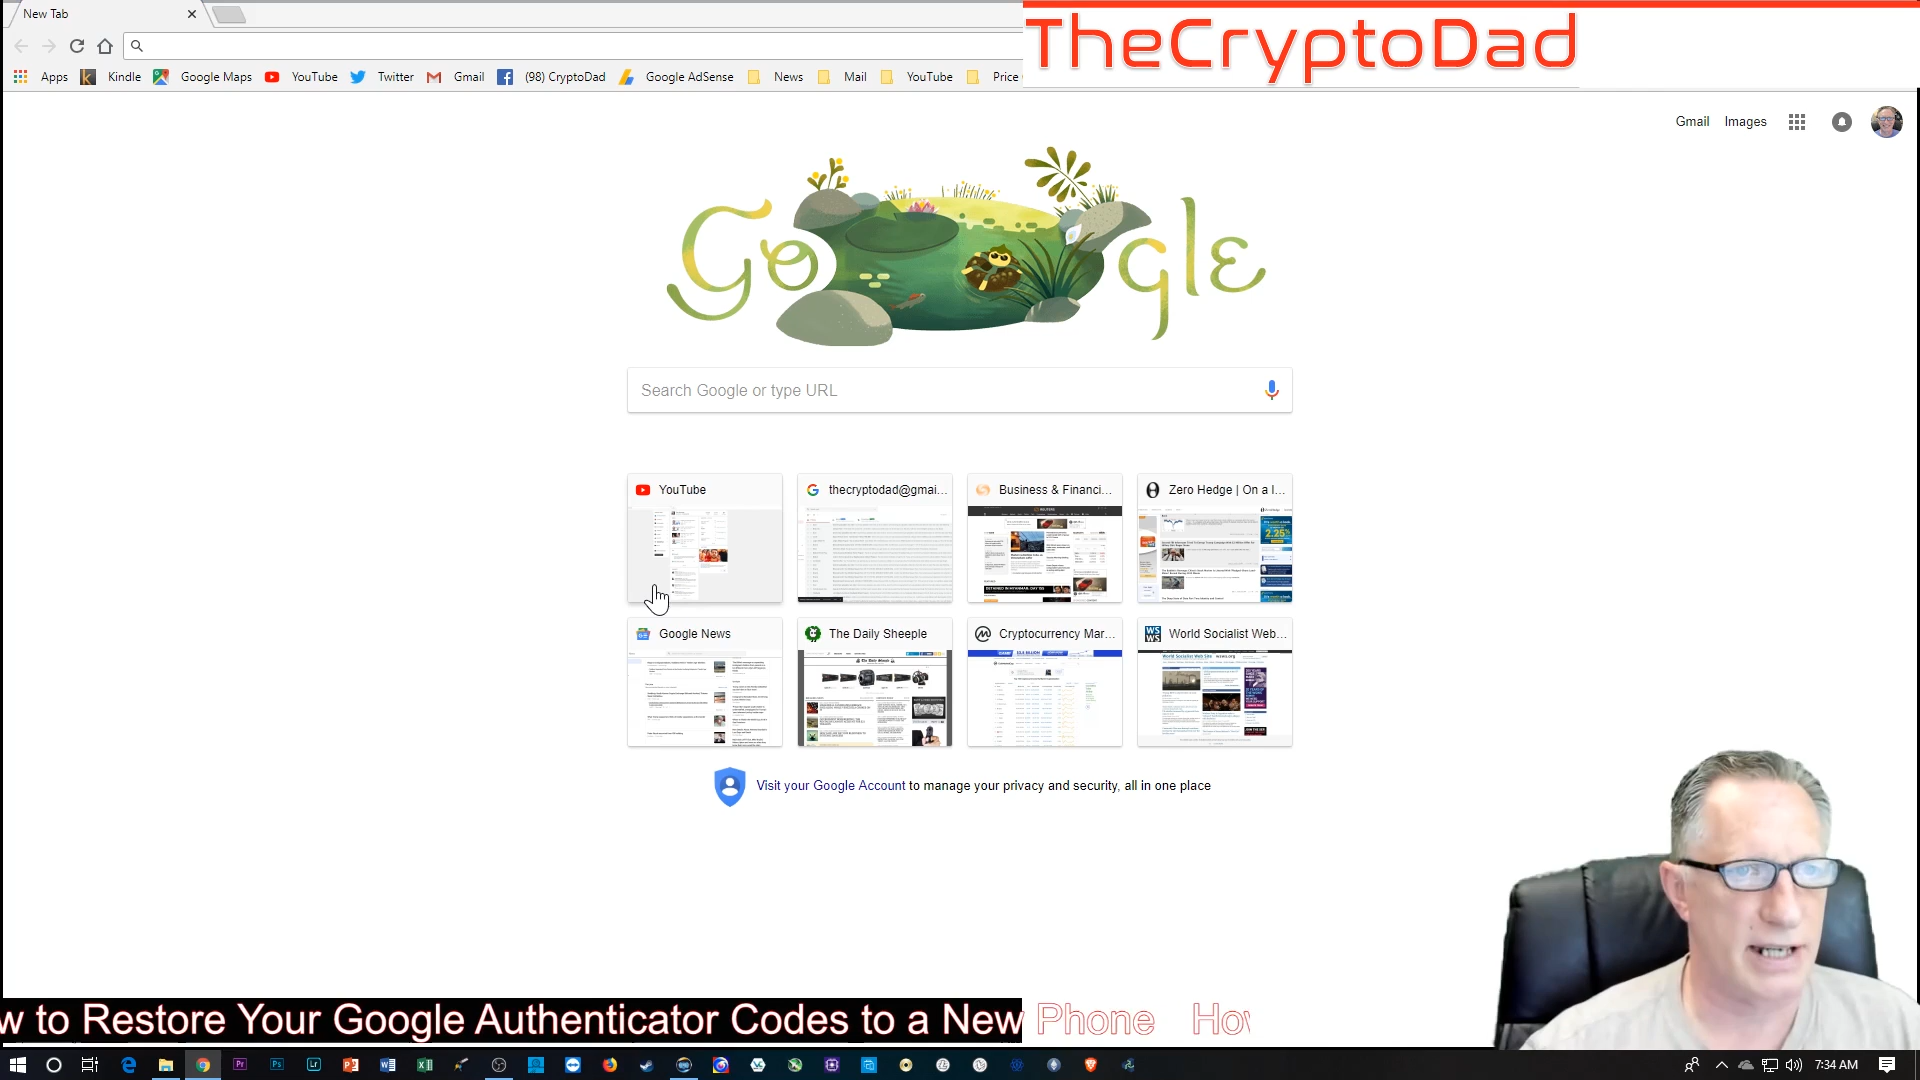 New Tab
TheCryptoDad
Apps Kindle Google Maps YouTube Twitter Gmail (98) CryptoDad Google AdSense News Mail YouTube Price
Gmail Images
Google
Search Google or type URL
YouTube thecryptodad@gmai... Business & Financi... Zero Hedge | On a l...
Google News The Daily Sheeple Cryptocurrency Mar... World Socialist Web...
Visit your Google Account to manage your privacy and security, all in one place
w to Restore Your Google Authenticator Codes to a New Phone Hov
7:34 AM